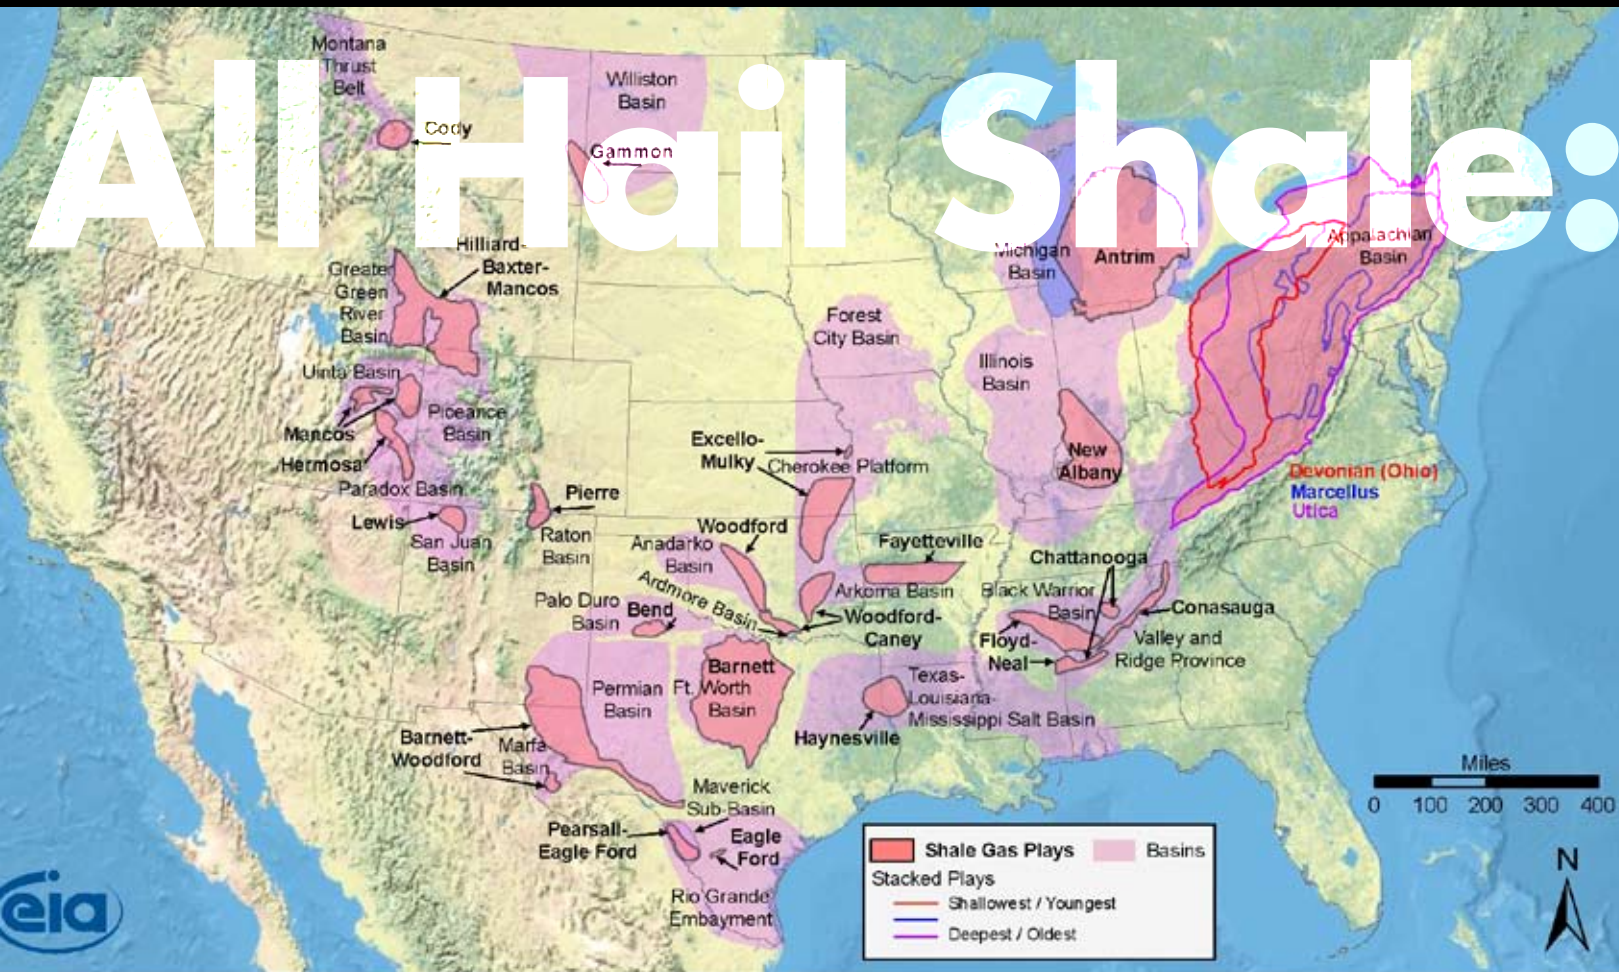 All Hail Shale:
Montana
Thrust
Belt
Williston
Basin
Cody
Gammon
Hilliard-
Baxter-
Mancos
Greater
Green
River
Basin
Michigan
Basin
Antrim
Appalachian
Basin
Forest
City Basin
Illinois
Basin
Uinta Basin
Piceance
Basin
Mancos
Hermosa
Paradox Basin
Lewis
San Juan
Basin
Pierre
Raton
Basin
Excello-
Mulky
Cherokee Platform
New
Albany
Devonian (Ohio)
Marcellus
Utica
Woodford
Anadarko
Basin
Fayetteville
Chattanooga
Ardmore Basin
Arkoma Basin
Black Warrior
Basin
Palo Duro
Basin
Bend
Woodford-
Caney
Conasauga
Floyd-
Neal
Valley and
Ridge Province
Barnett
Permian
Basin
Ft. Worth
Basin
Texas-
Louisiana-
Mississippi Salt Basin
Haynesville
Barnett-
Woodford
Marfa
Basin
Maverick
Sub-Basin
Pearsall-
Eagle Ford
Eagle
Ford
Rio Grande
Embayment
Miles
0 100 200 300 400
N
Shale Gas Plays
Basins
Stacked Plays
Shallowest / Youngest
Deepest / Oldest
eia